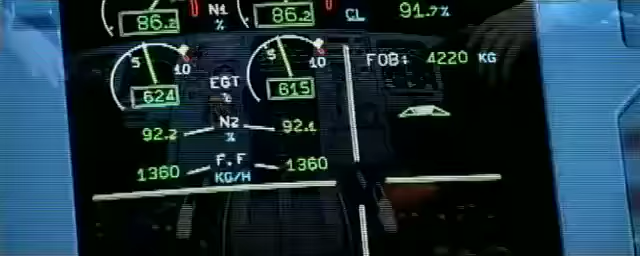 86.2 N1 % 86.2 CL 91.7%
5 10 5 10 FOB: 4220 KG
624 EGT °C 615
92.2 N2 % 92.1
1360 F.F KG/H 1360